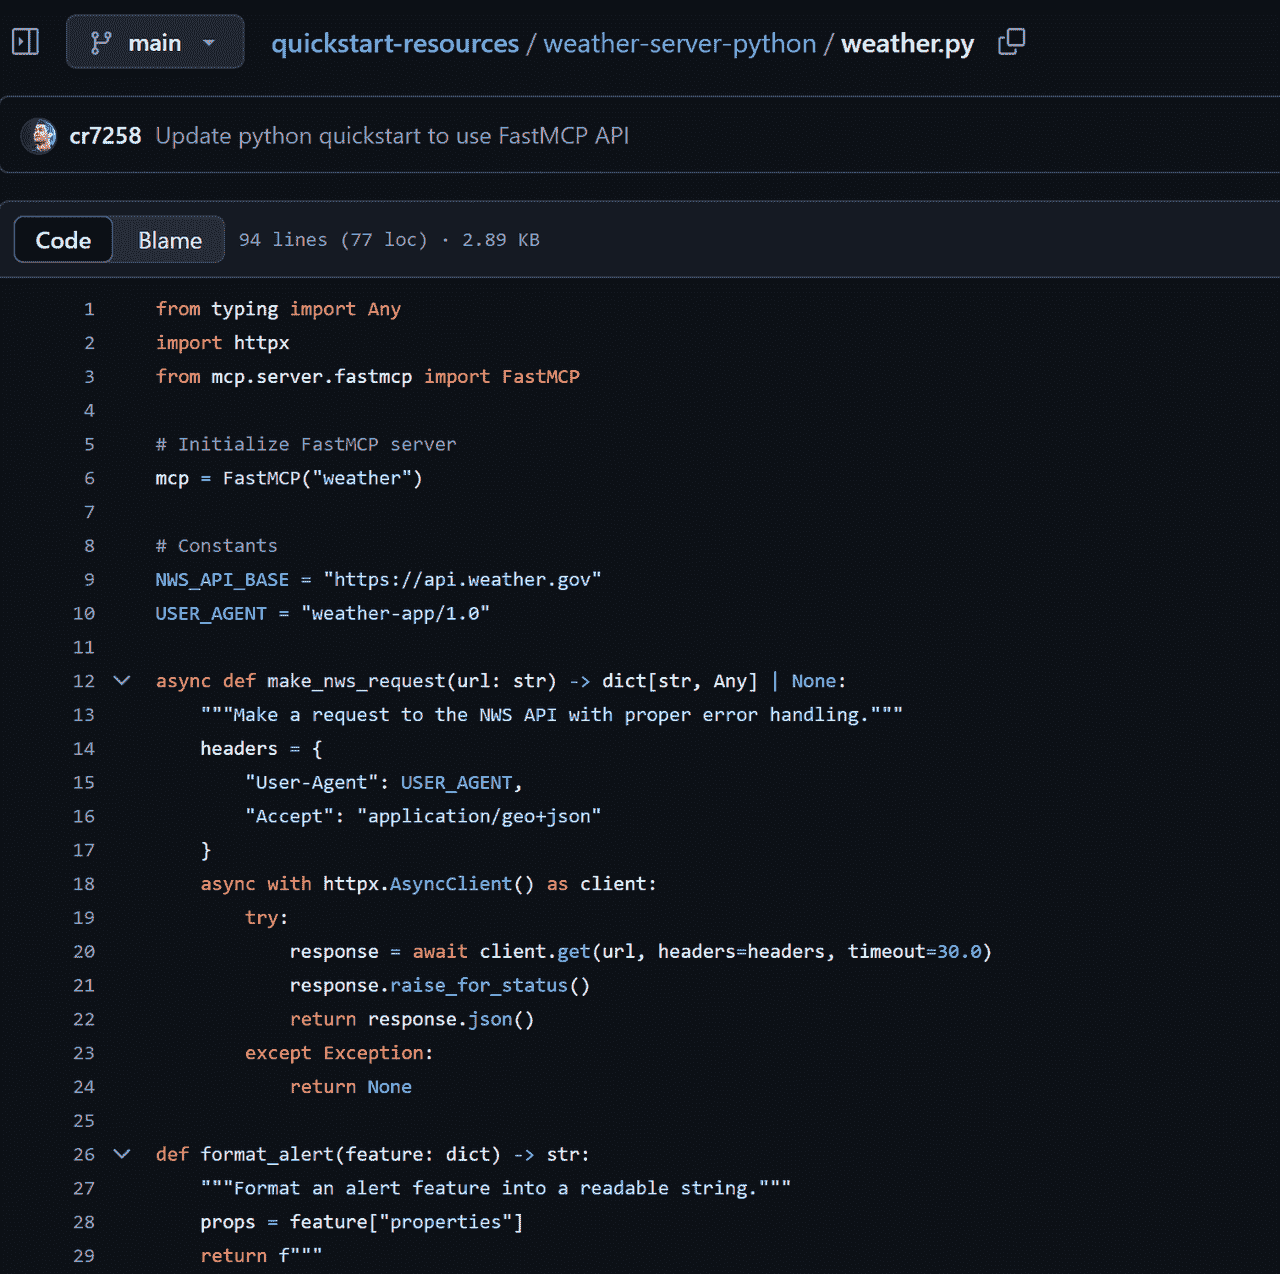 main
quickstart-resources / weather-server-python / weather.py
cr7258 Update python quickstart to use FastMCP API
Code Blame 94 lines (77 loc) · 2.89 KB
1 from typing import Any
2 import httpx
3 from mcp.server.fastmcp import FastMCP
4
5 # Initialize FastMCP server
6 mcp = FastMCP("weather")
7
8 # Constants
9 NWS_API_BASE = "https://api.weather.gov"
10 USER_AGENT = "weather-app/1.0"
11
12 async def make_nws_request(url: str) -> dict[str, Any] | None:
13     """Make a request to the NWS API with proper error handling."""
14     headers = {
15         "User-Agent": USER_AGENT,
16         "Accept": "application/geo+json"
17     }
18     async with httpx.AsyncClient() as client:
19         try:
20             response = await client.get(url, headers=headers, timeout=30.0)
21             response.raise_for_status()
22             return response.json()
23         except Exception:
24             return None
25
26 def format_alert(feature: dict) -> str:
27     """Format an alert feature into a readable string."""
28     props = feature["properties"]
29     return f"""